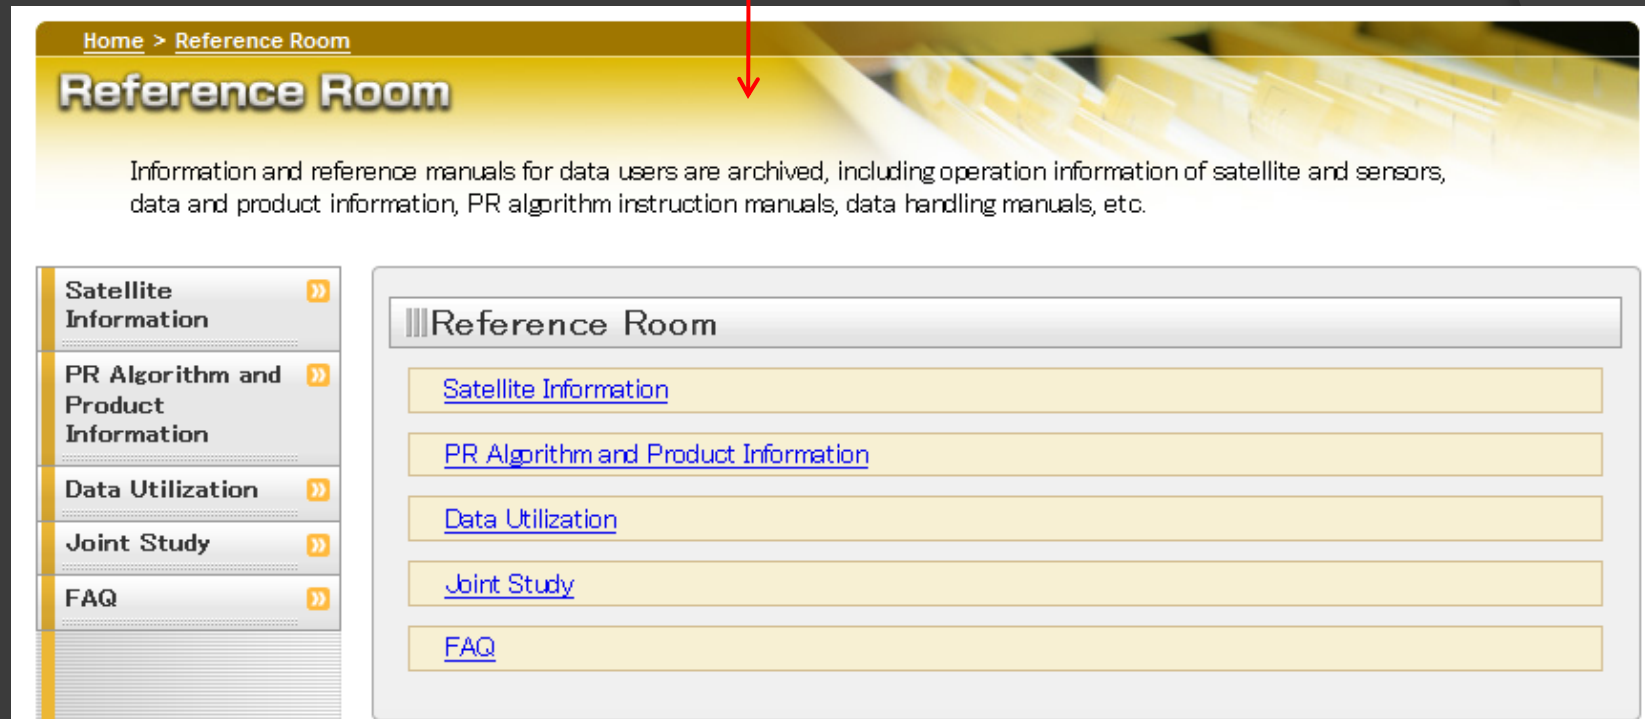 Home > Reference Room
Reference Room
Information and reference manuals for data users are archived, including operation information of satellite and sensors,
data and product information, PR algorithm instruction manuals, data handling manuals, etc.
Satellite
Information
PR Algorithm and
Product
Information
Data Utilization
Joint Study
FAQ
Reference Room
Satellite Information
PR Algorithm and Product Information
Data Utilization
Joint Study
FAQ